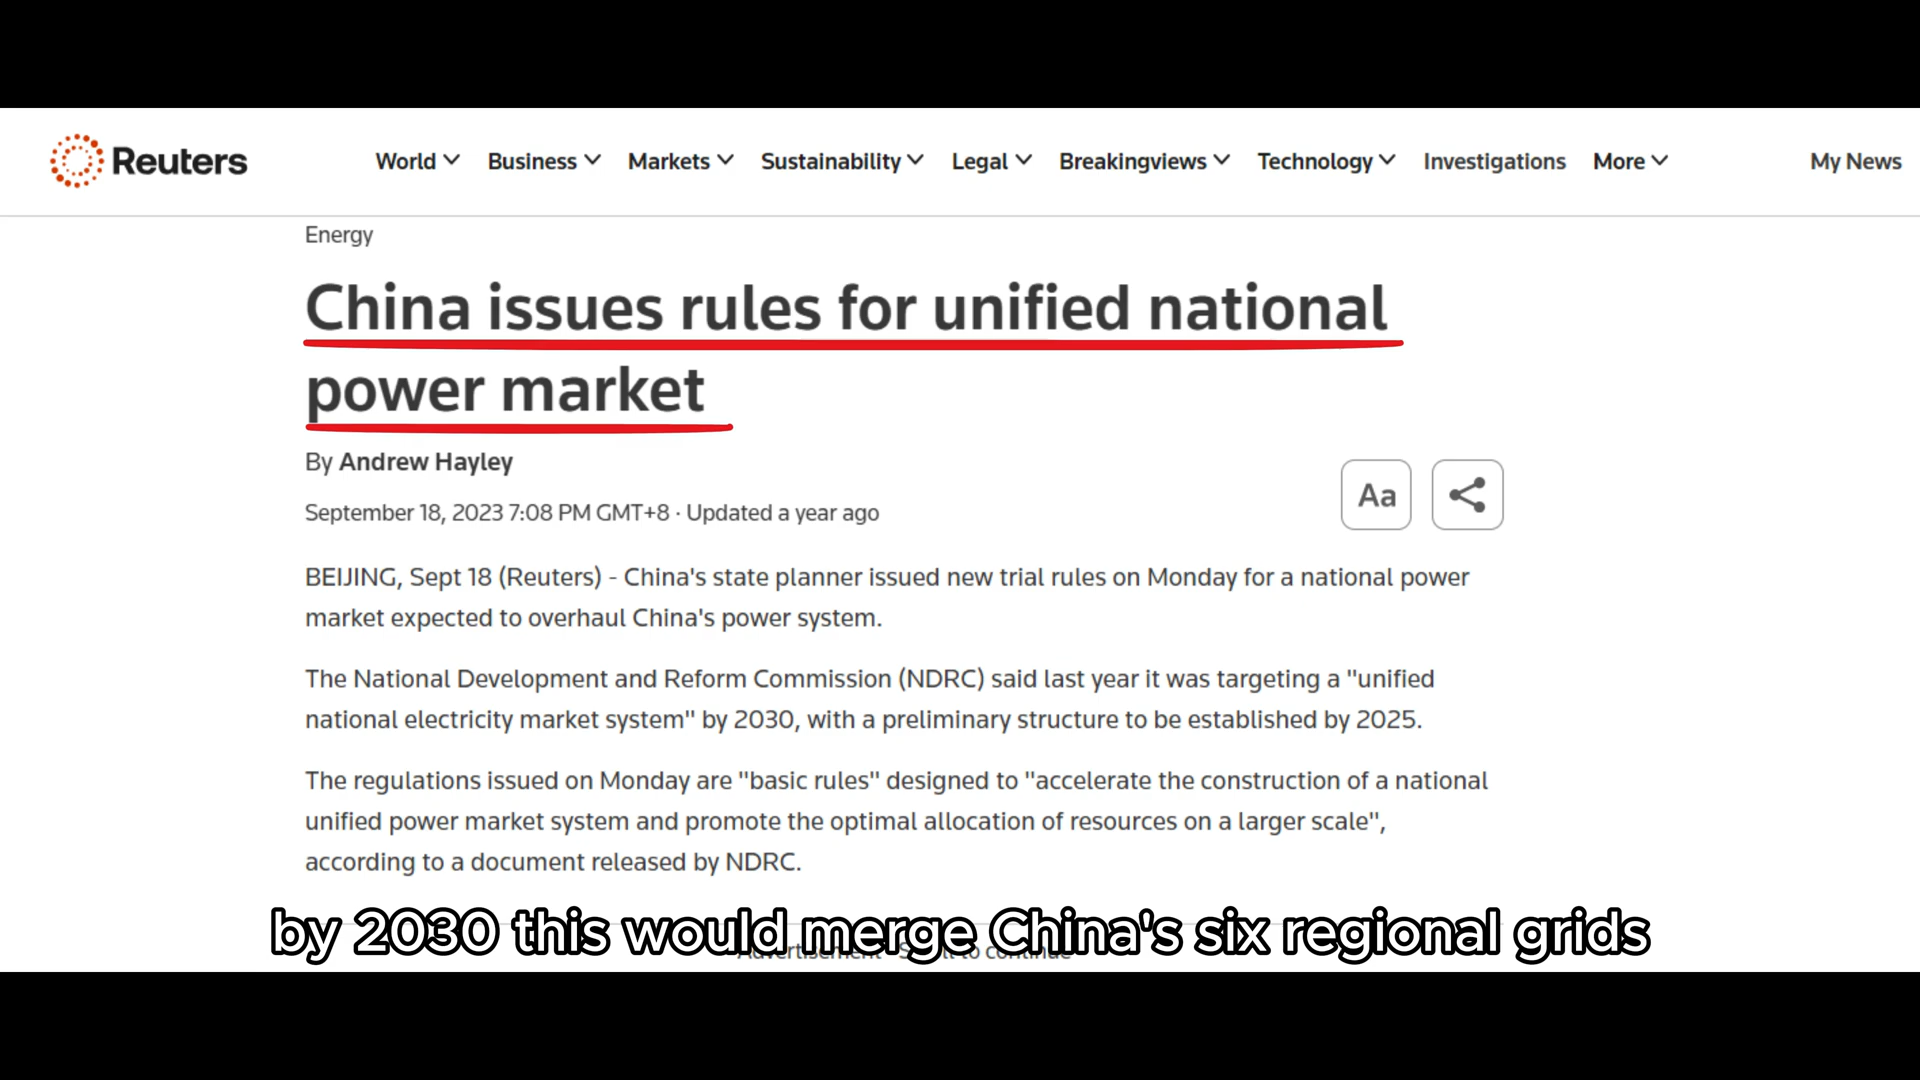 Reuters
World Business Markets Sustainability Legal Breakingviews Technology Investigations More My News
Energy
China issues rules for unified national
power market
By Andrew Hayley
September 18, 2023 7:08 PM GMT+8 · Updated a year ago
Aa
BEIJING, Sept 18 (Reuters) - China's state planner issued new trial rules on Monday for a national power
market expected to overhaul China's power system.
The National Development and Reform Commission (NDRC) said last year it was targeting a "unified
national electricity market system" by 2030, with a preliminary structure to be established by 2025.
The regulations issued on Monday are "basic rules" designed to "accelerate the construction of a national
unified power market system and promote the optimal allocation of resources on a larger scale",
according to a document released by NDRC.
by 2030 this would merge China's six regional grids
Advertisement · Scroll to continue